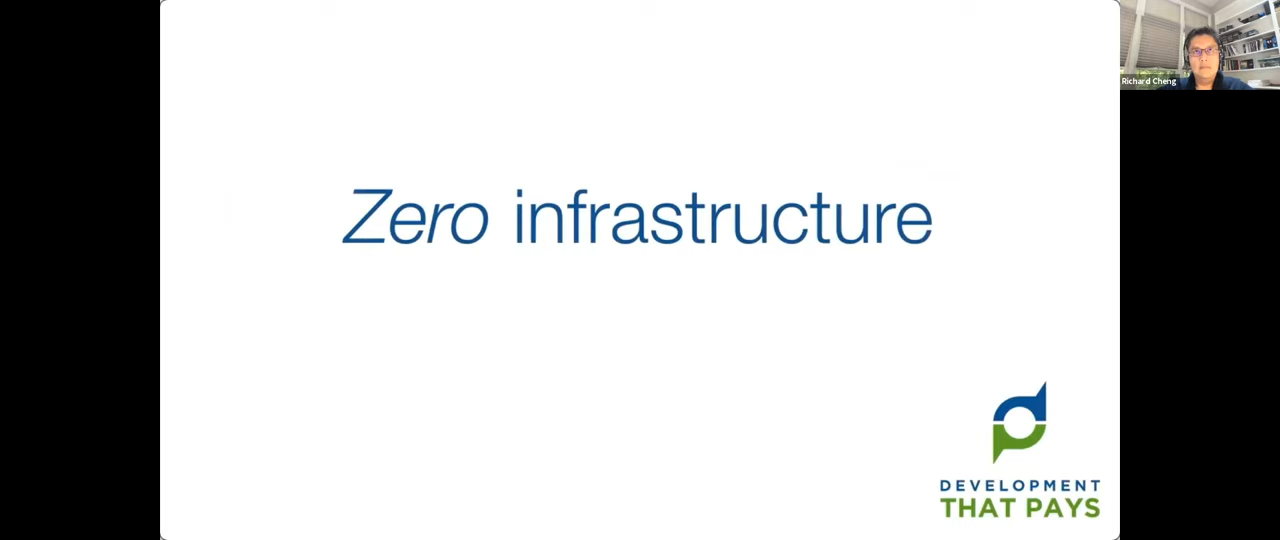 Richard Cheng
Zero infrastructure
DEVELOPMENT
THAT PAYS